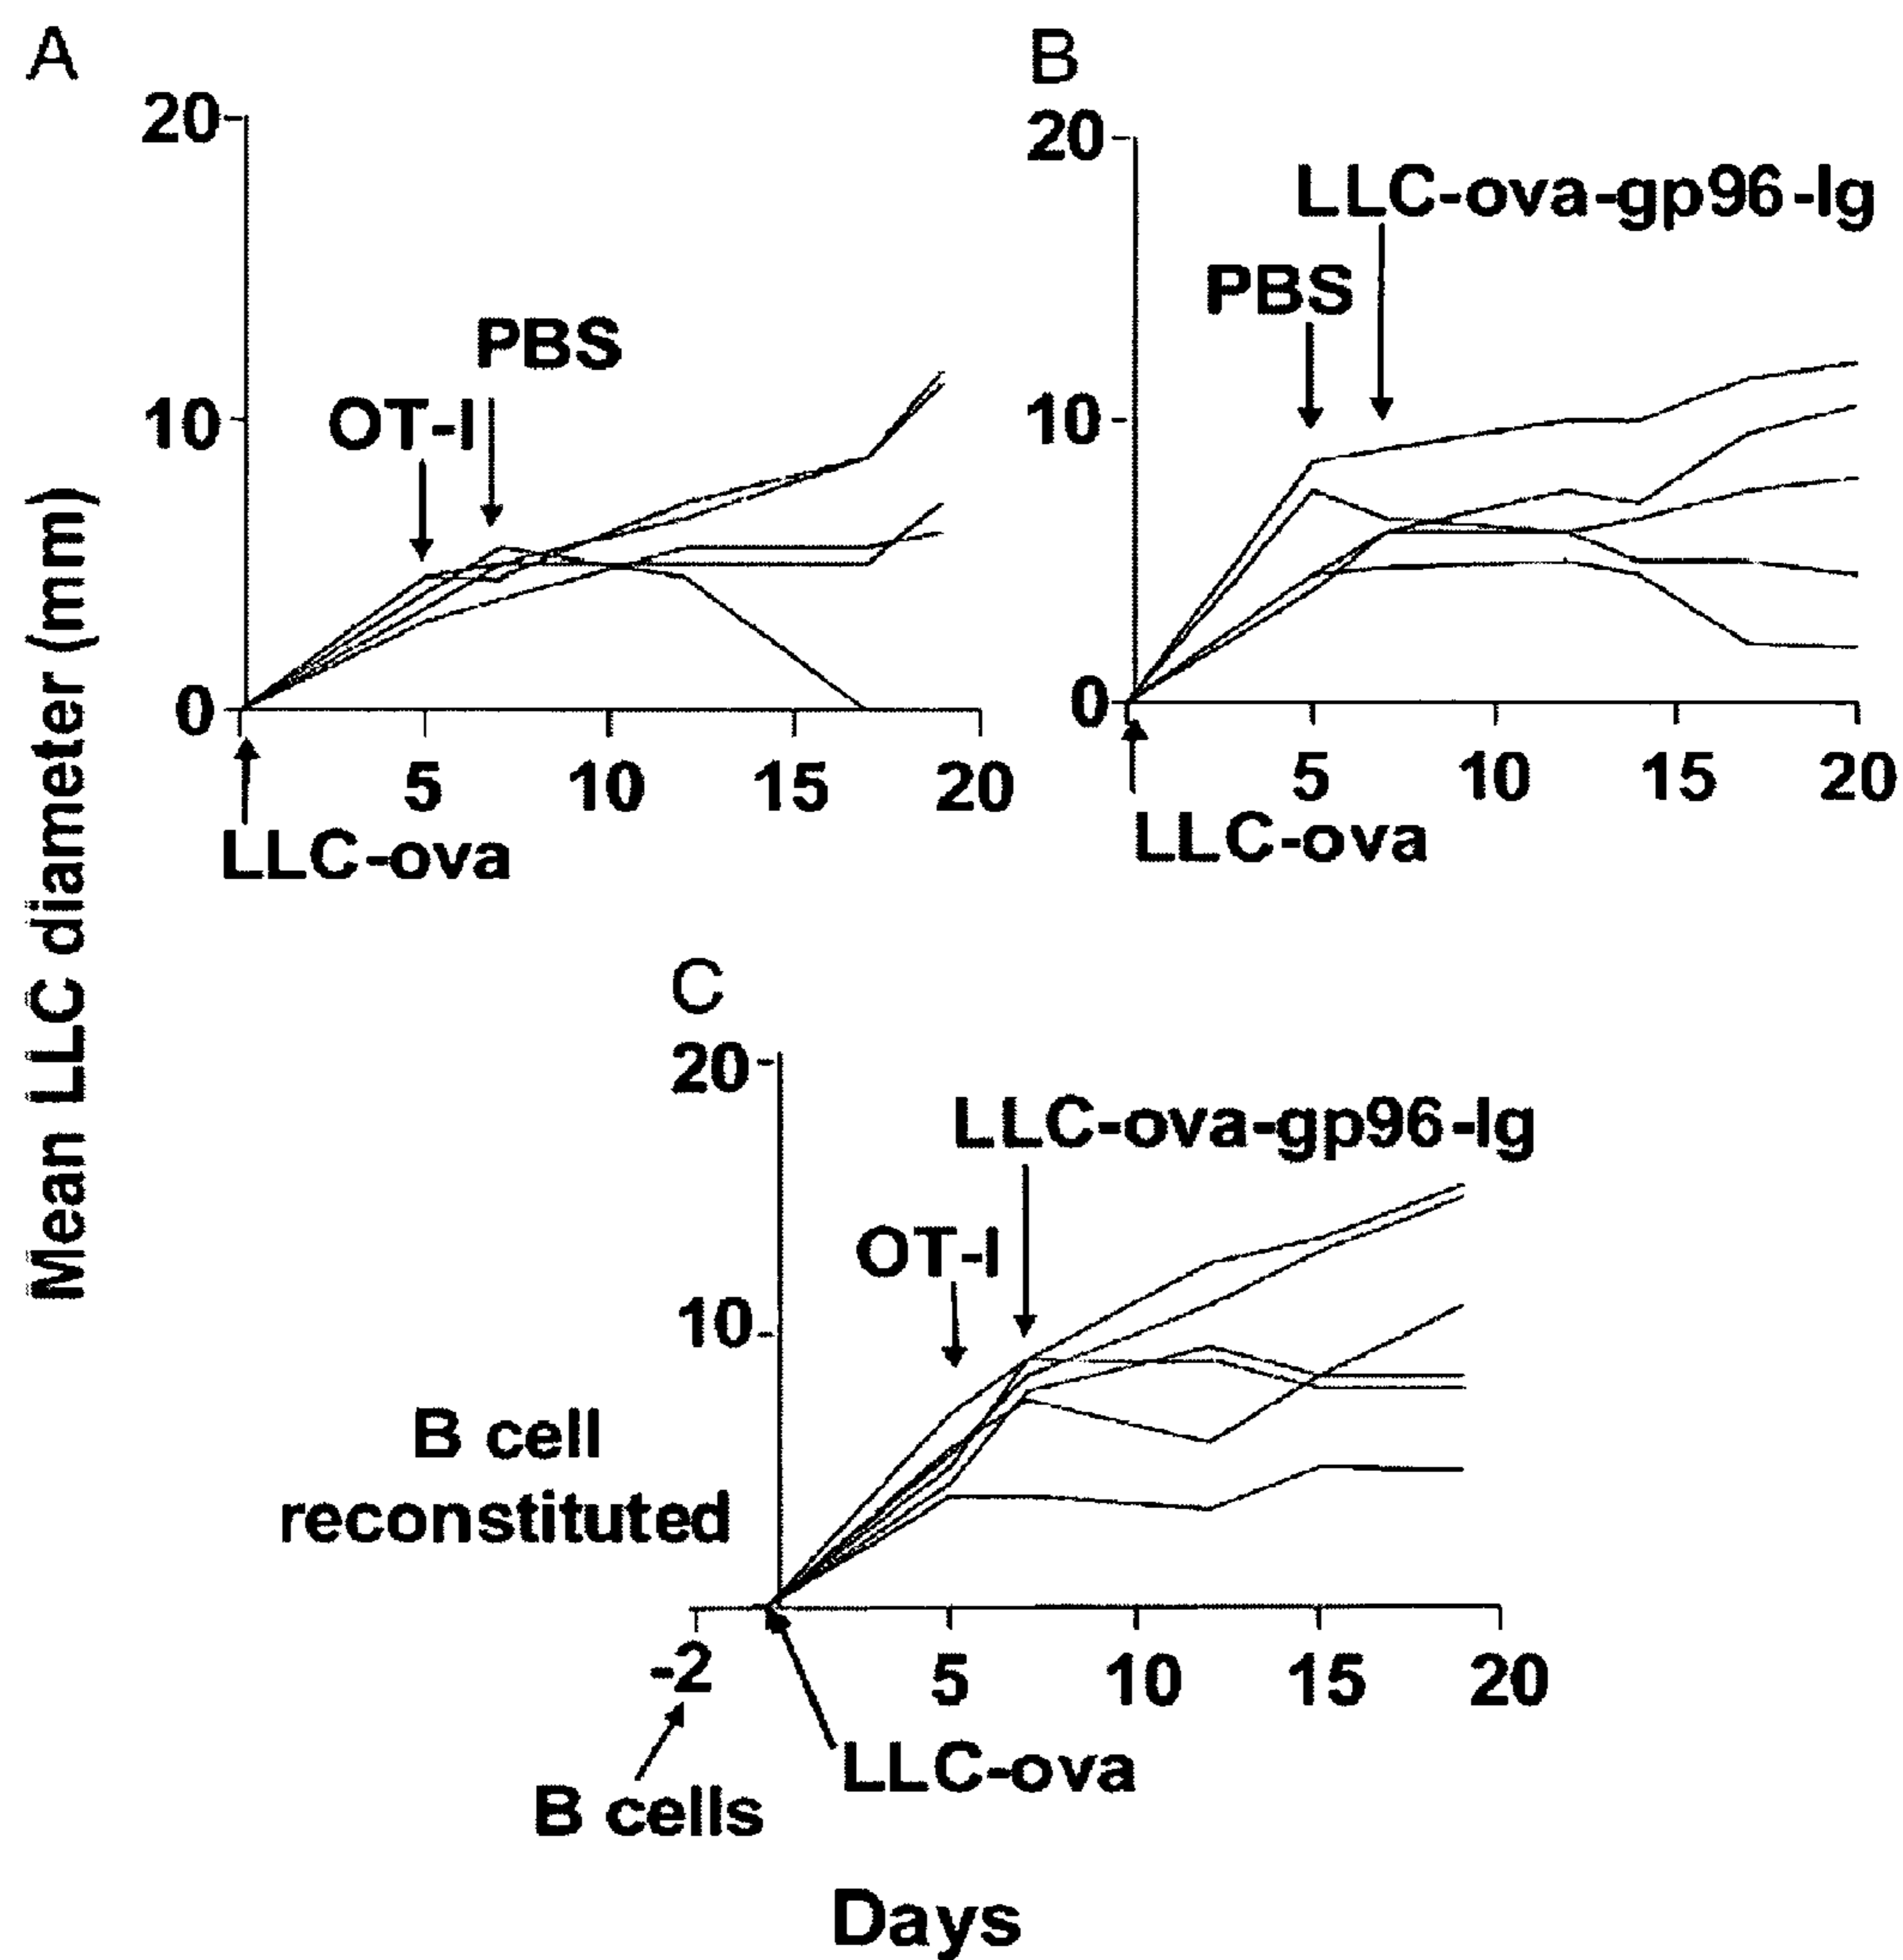 A
20
PBS
OT-I
10
0
5 10 15 20
LLC-ova
B
20
LLC-ova-gp96-Ig
PBS
10
0
5 10 15 20
LLC-ova
Mean LLC diameter (mm)
C
20
LLC-ova-gp96-Ig
OT-I
10
B cell
reconstituted
-2 5 10 15 20
LLC-ova
B cells
Days